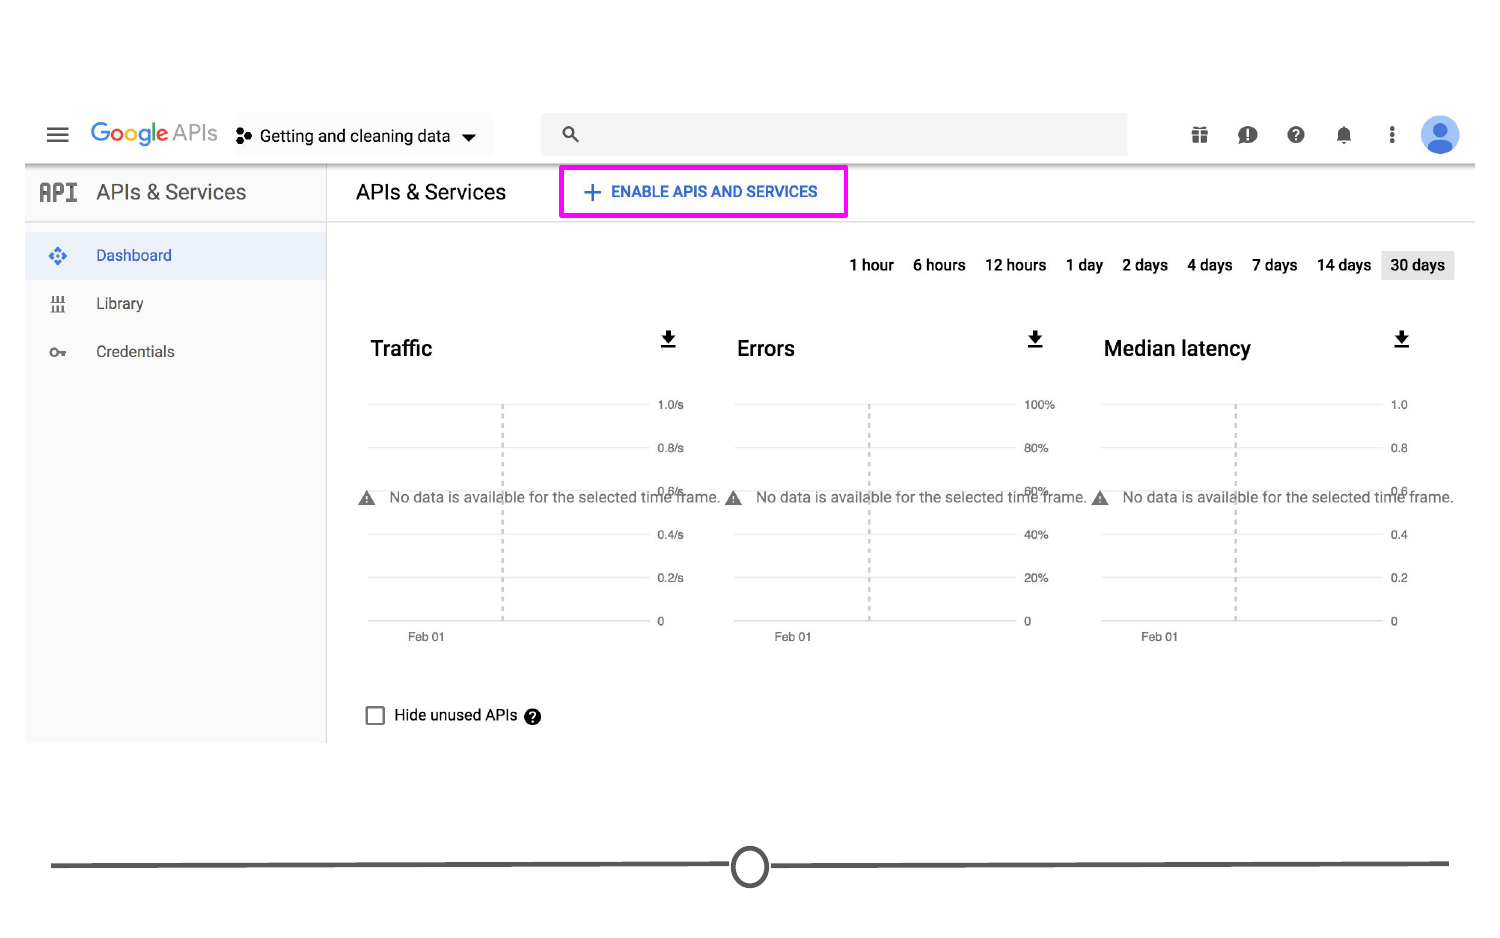 Google APIs
Getting and cleaning data
API APIs & Services
APIs & Services
ENABLE APIS AND SERVICES
Dashboard
Library
Credentials
1 hour 6 hours 12 hours 1 day 2 days 4 days 7 days 14 days 30 days
Traffic
1.0/s
0.8/s
0.6/s
No data is available for the selected time frame.
0.4/s
0.2/s
0
Feb 01
Errors
100%
80%
60%
No data is available for the selected time frame.
40%
20%
0
Feb 01
Median latency
1.0
0.8
0.6
No data is available for the selected time frame.
0.4
0.2
0
Feb 01
Hide unused APIs